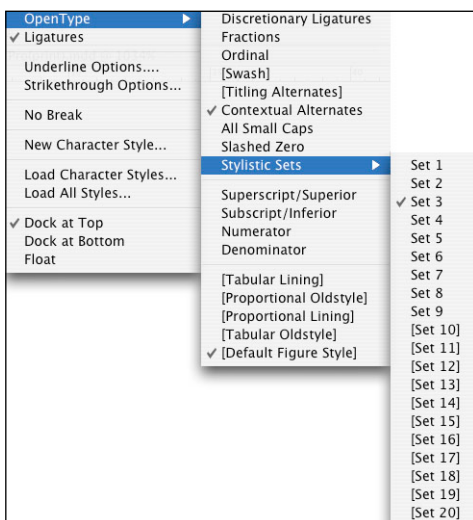 OpenType
✓ Ligatures
Underline Options....
Strikethrough Options...
No Break
New Character Style...
Load Character Styles...
Load All Styles...
✓ Dock at Top
Dock at Bottom
Float
Discretionary Ligatures
Fractions
Ordinal
[Swash]
[Titling Alternates]
✓ Contextual Alternates
All Small Caps
Slashed Zero
Stylistic Sets
Superscript/Superior
Subscript/Inferior
Numerator
Denominator
[Tabular Lining]
[Proportional Oldstyle]
[Proportional Lining]
[Tabular Oldstyle]
✓ [Default Figure Style]
Set 1
Set 2
✓ Set 3
Set 4
Set 5
Set 6
Set 7
Set 8
Set 9
[Set 10]
[Set 11]
[Set 12]
[Set 13]
[Set 14]
[Set 15]
[Set 16]
[Set 17]
[Set 18]
[Set 19]
[Set 20]